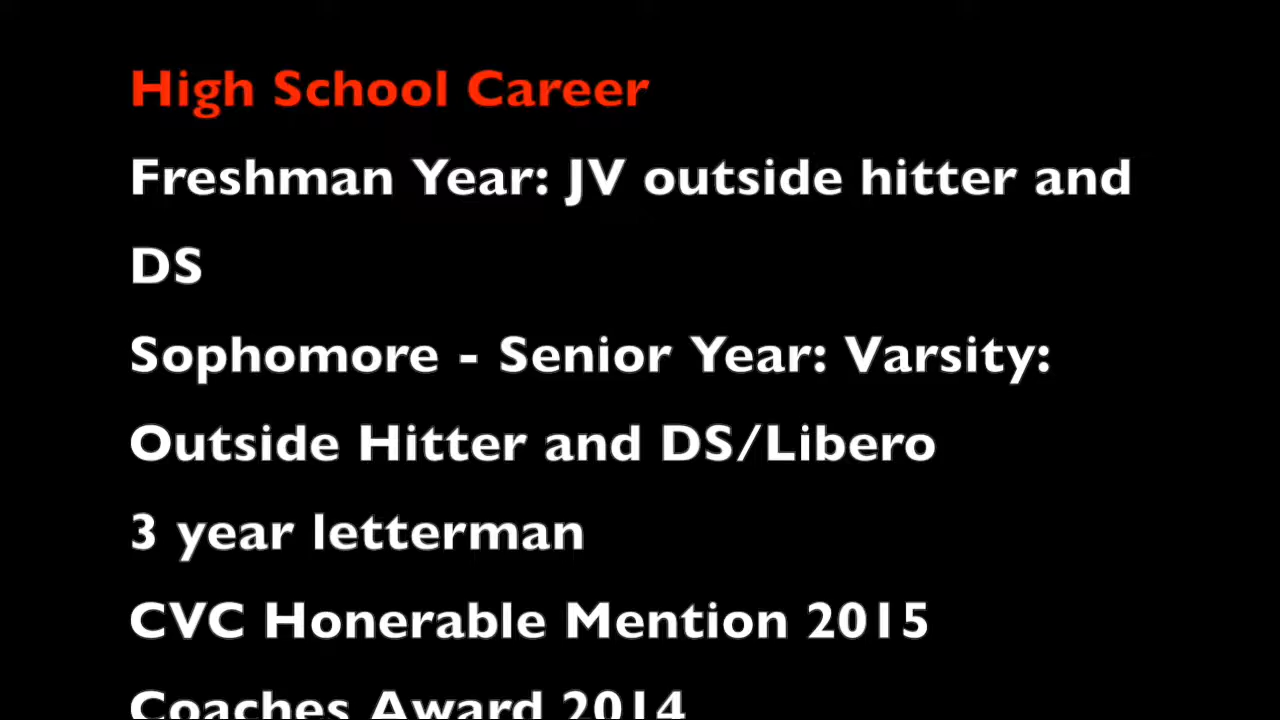 High School Career
Freshman Year: JV outside hitter and
DS
Sophomore - Senior Year: Varsity:
Outside Hitter and DS/Libero
3 year letterman
CVC Honerable Mention 2015
Coaches Award 2014